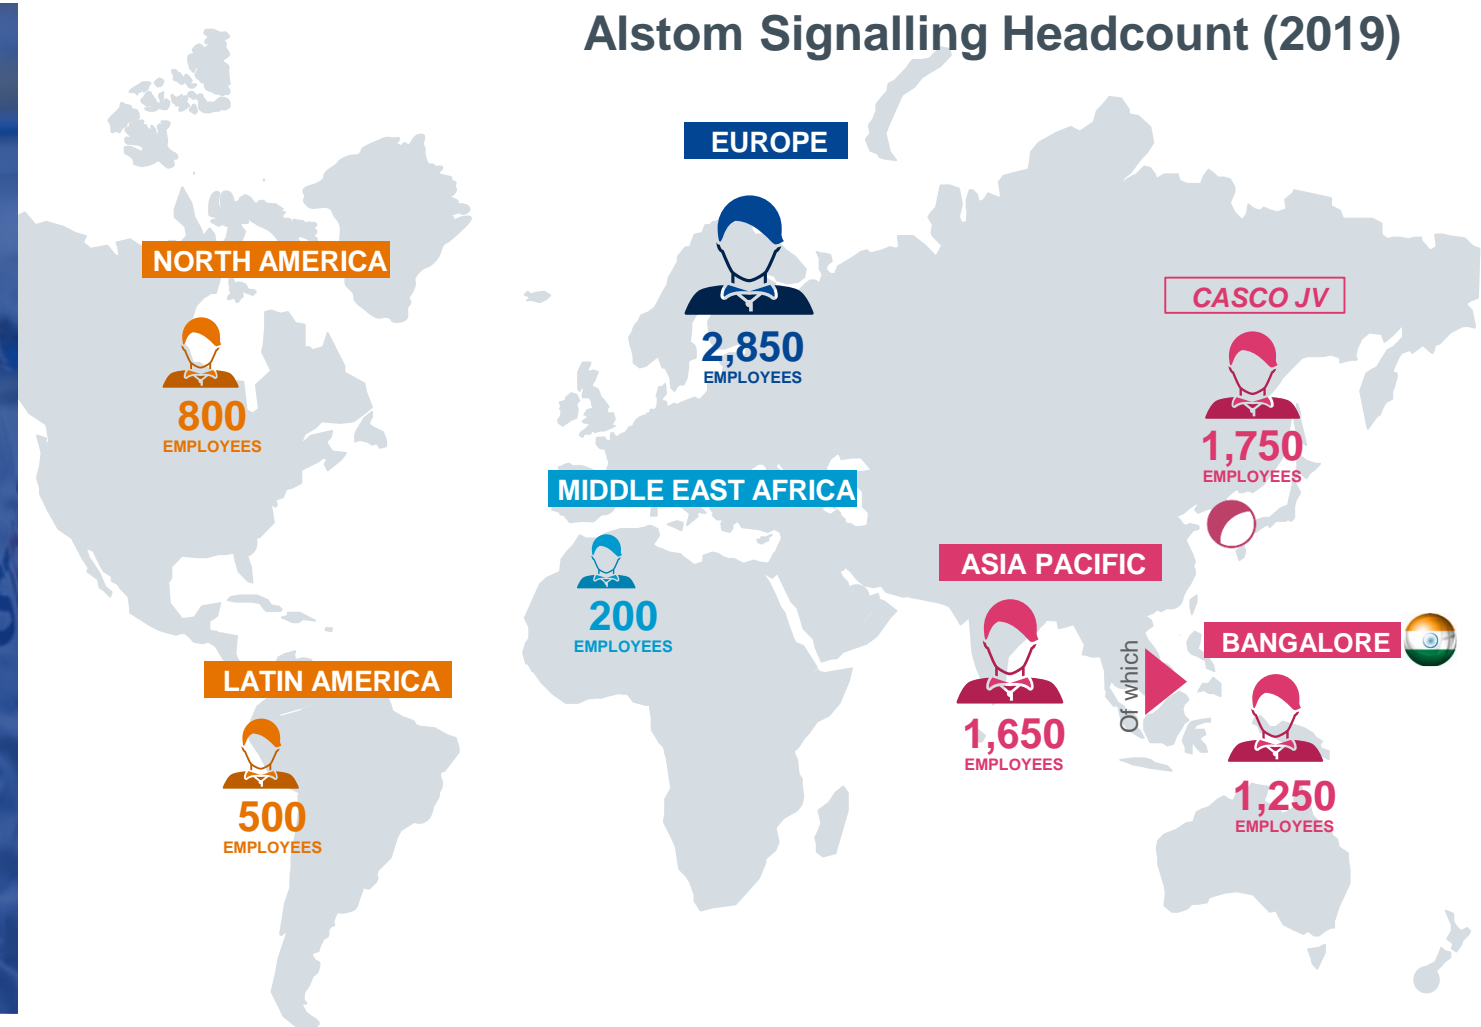 Alstom Signalling Headcount (2019)
EUROPE
2,850
EMPLOYEES
NORTH AMERICA
800
EMPLOYEES
CASCO JV
1,750
EMPLOYEES
MIDDLE EAST AFRICA
200
EMPLOYEES
ASIA PACIFIC
1,650
EMPLOYEES
Of which
BANGALORE
1,250
EMPLOYEES
LATIN AMERICA
500
EMPLOYEES